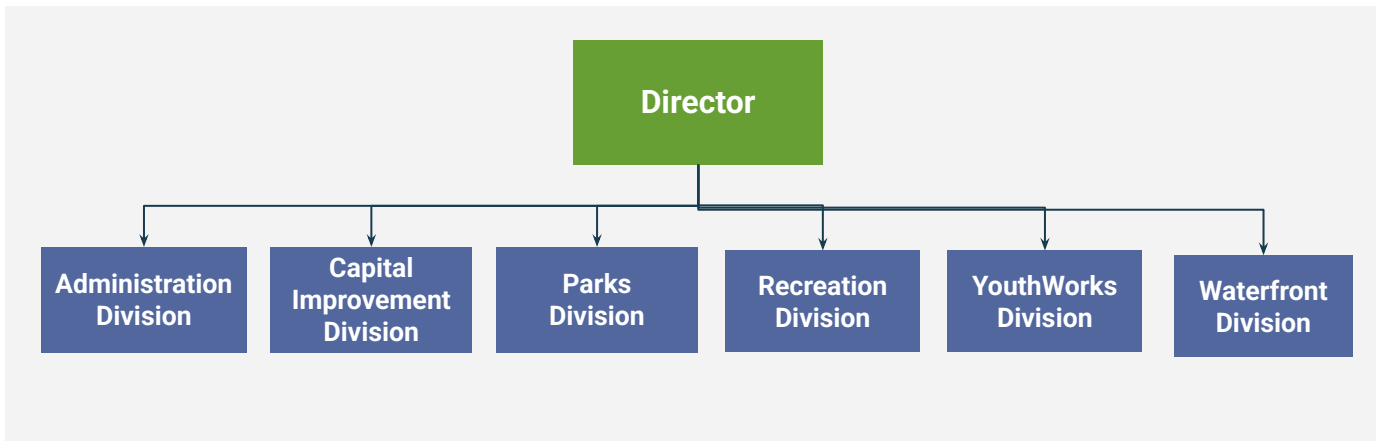 Director
Administration
Division
Capital
Improvement
Division
Parks
Division
Recreation
Division
YouthWorks
Division
Waterfront
Division